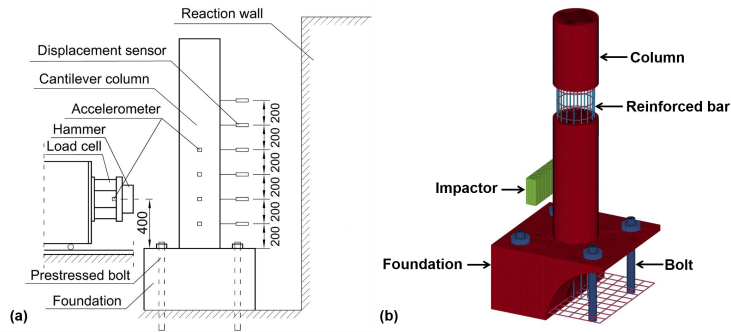 Reaction wall
Displacement sensor
Cantilever column
Accelerometer
Hammer
Load cell
400
200
200
200
200
200
200
Prestressed bolt
Foundation
(a)
Column
Reinforced bar
Impactor
Foundation
Bolt
(b)